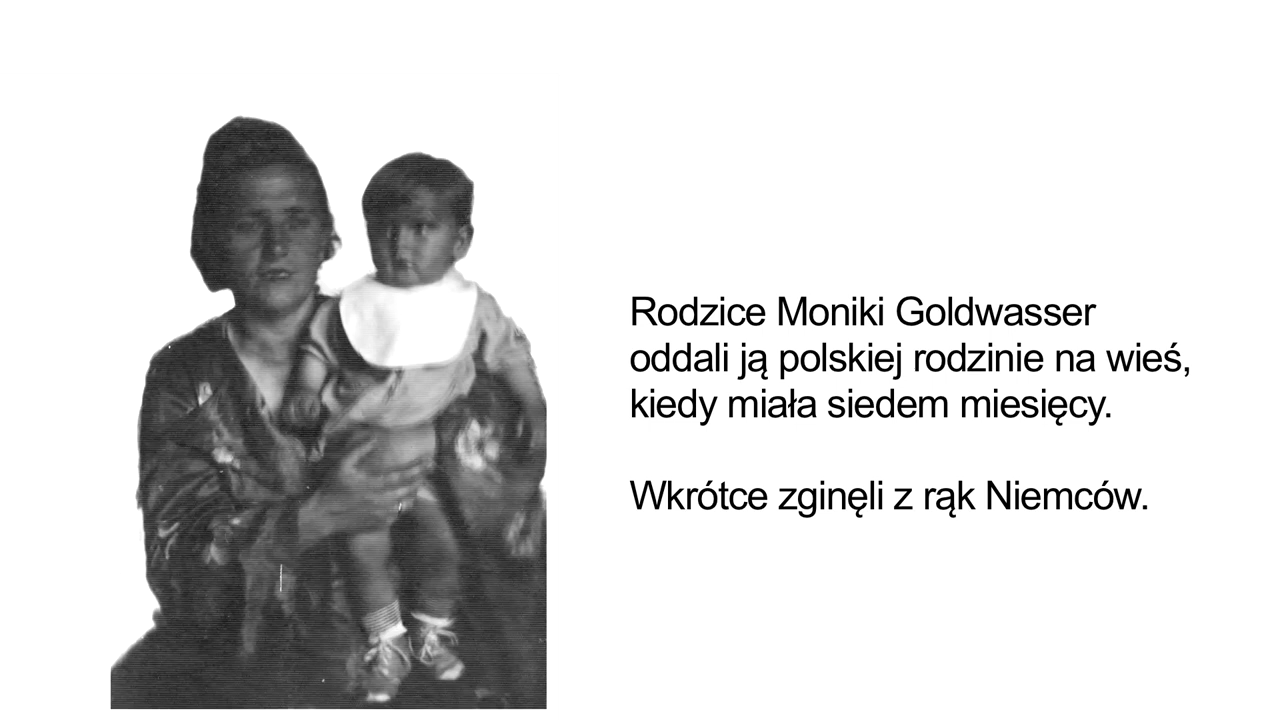 Rodzice Moniki Goldwasser
oddali ją polskiej rodzinie na wieś,
kiedy miała siedem miesięcy.
Wkrótce zginęli z rąk Niemców.